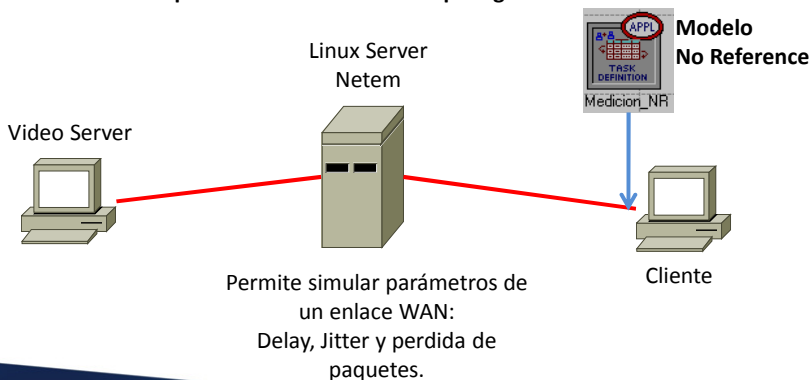 Linux Server
Netem
Video Server
APPL
TASK
DEFINITION
Medicion_NR
Modelo
No Reference
Cliente
Permite simular parámetros de
un enlace WAN:
Delay, Jitter y perdida de
paquetes.